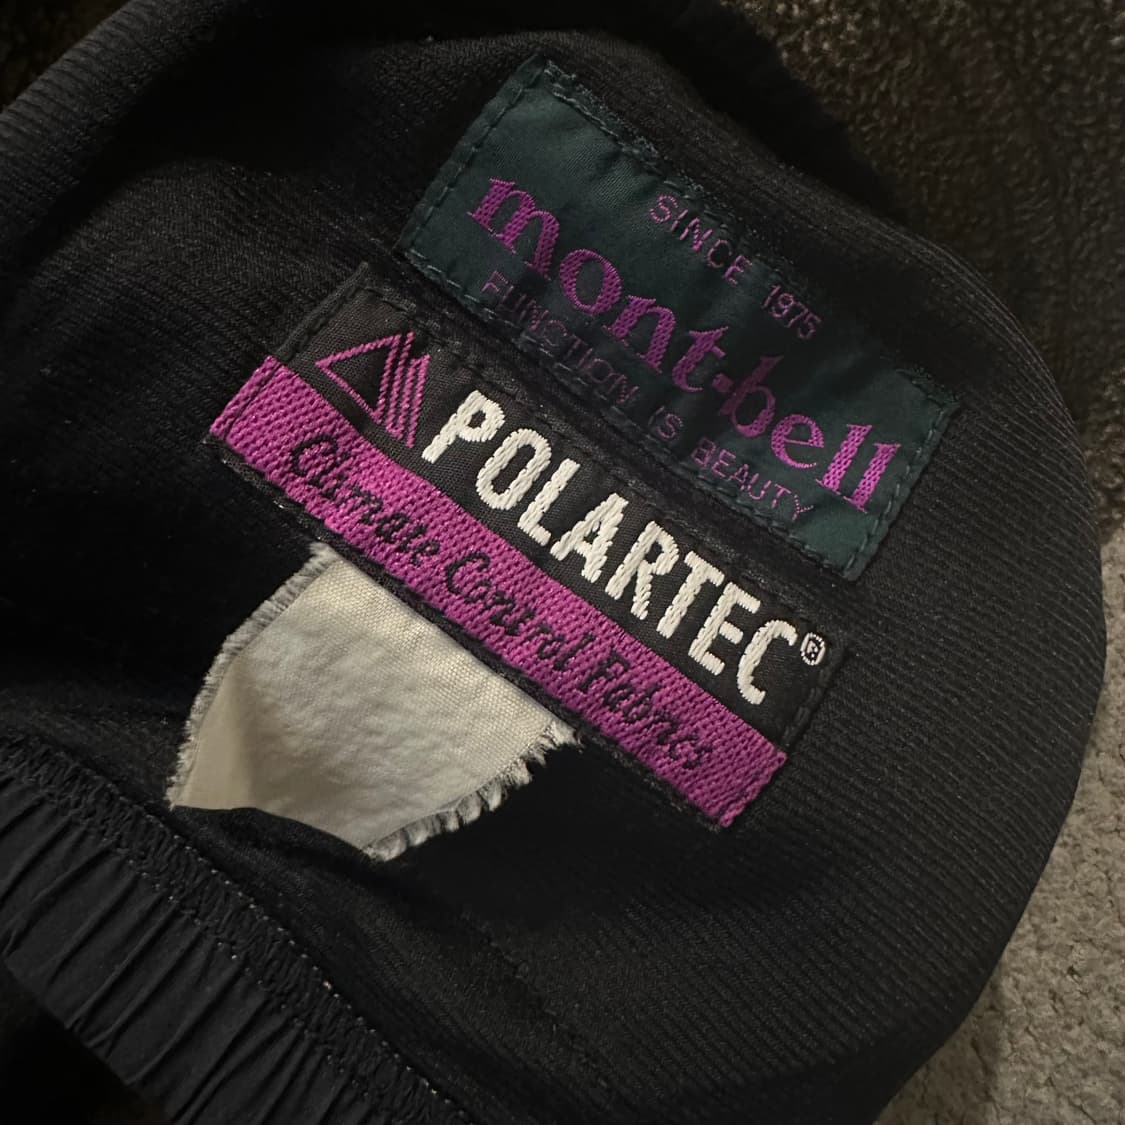 SINCE 1975
mont-bell
FUNCTION IS BEAUTY
POLARTEC®
Climate Control Fabrics